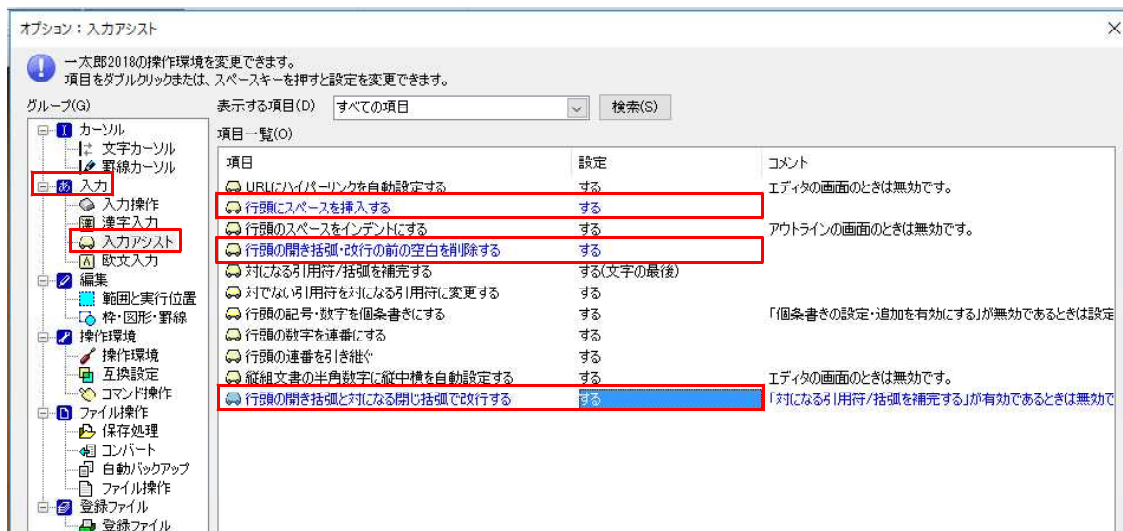 オプション：入力アシスト
一太郎2018の操作環境を変更できます。
項目をダブルクリックまたは、スペースキーを押すと設定を変更できます。
グループ(G)
表示する項目(D) すべての項目 検索(S)
項目一覧(O)
カーソル
文字カーソル
罫線カーソル
入力
入力操作
漢字入力
入力アシスト
欧文入力
編集
範囲と実行位置
枠・図形・罫線
操作環境
操作環境
互換設定
コマンド操作
ファイル操作
保存処理
コンバート
自動バックアップ
ファイル操作
登録ファイル
登録ファイル
項目 設定 コメント
URLにハイパーリンクを自動設定する する エディタの画面のときは無効です。
行頭にスペースを挿入する する
行頭のスペースをインデントにする する アウトラインの画面のときは無効です。
行頭の開き括弧・改行の前の空白を削除する する
対になる引用符/括弧を補完する する(文字の最後)
対でない引用符を対になる引用符に変更する する
行頭の記号・数字を個条書きにする する 「個条書きの設定・追加を有効にする」が無効であるときは設定
行頭の数字を連番にする する
行頭の連番を引き継ぐ する
縦組文書の半角数字に縦中横を自動設定する する エディタの画面のときは無効です。
行頭の開き括弧と対になる閉じ括弧で改行する する 「対になる引用符/括弧を補完する」が有効であるときは無効で